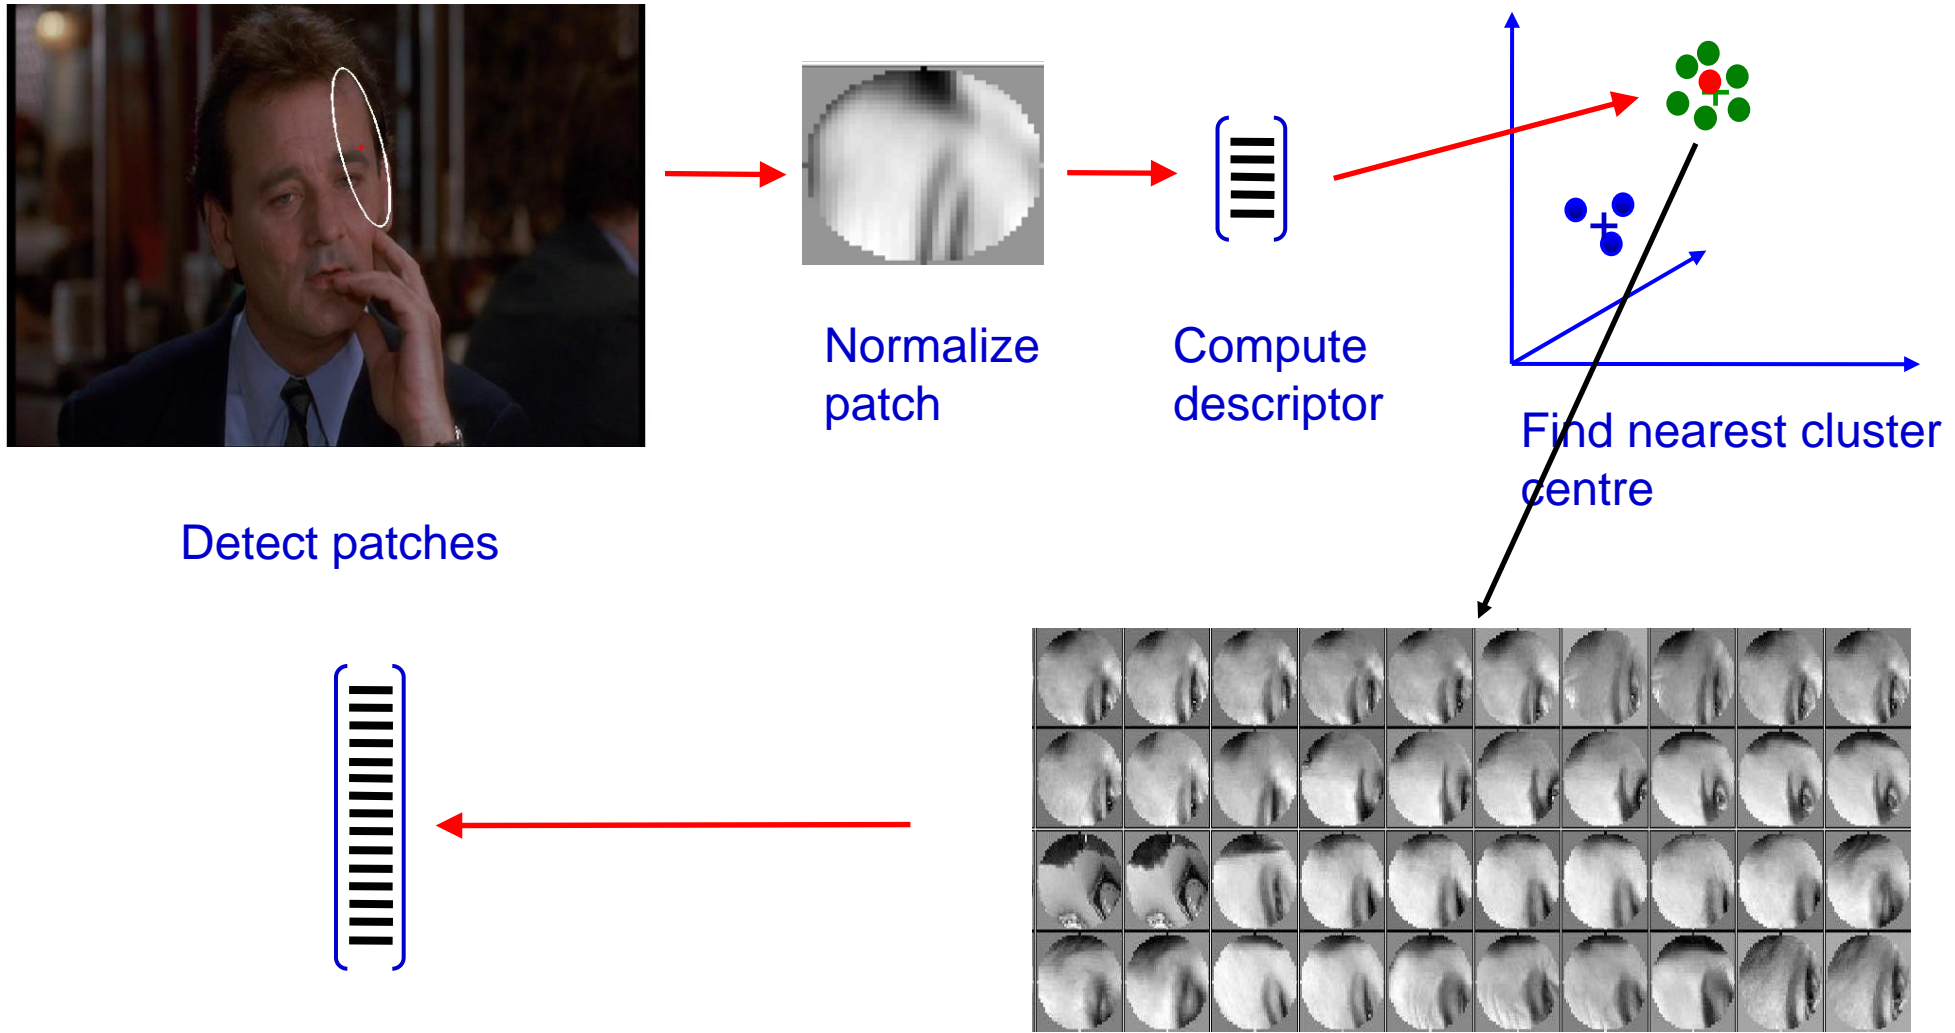 Normalize
patch
Compute
descriptor
Find nearest cluster
centre
Detect patches